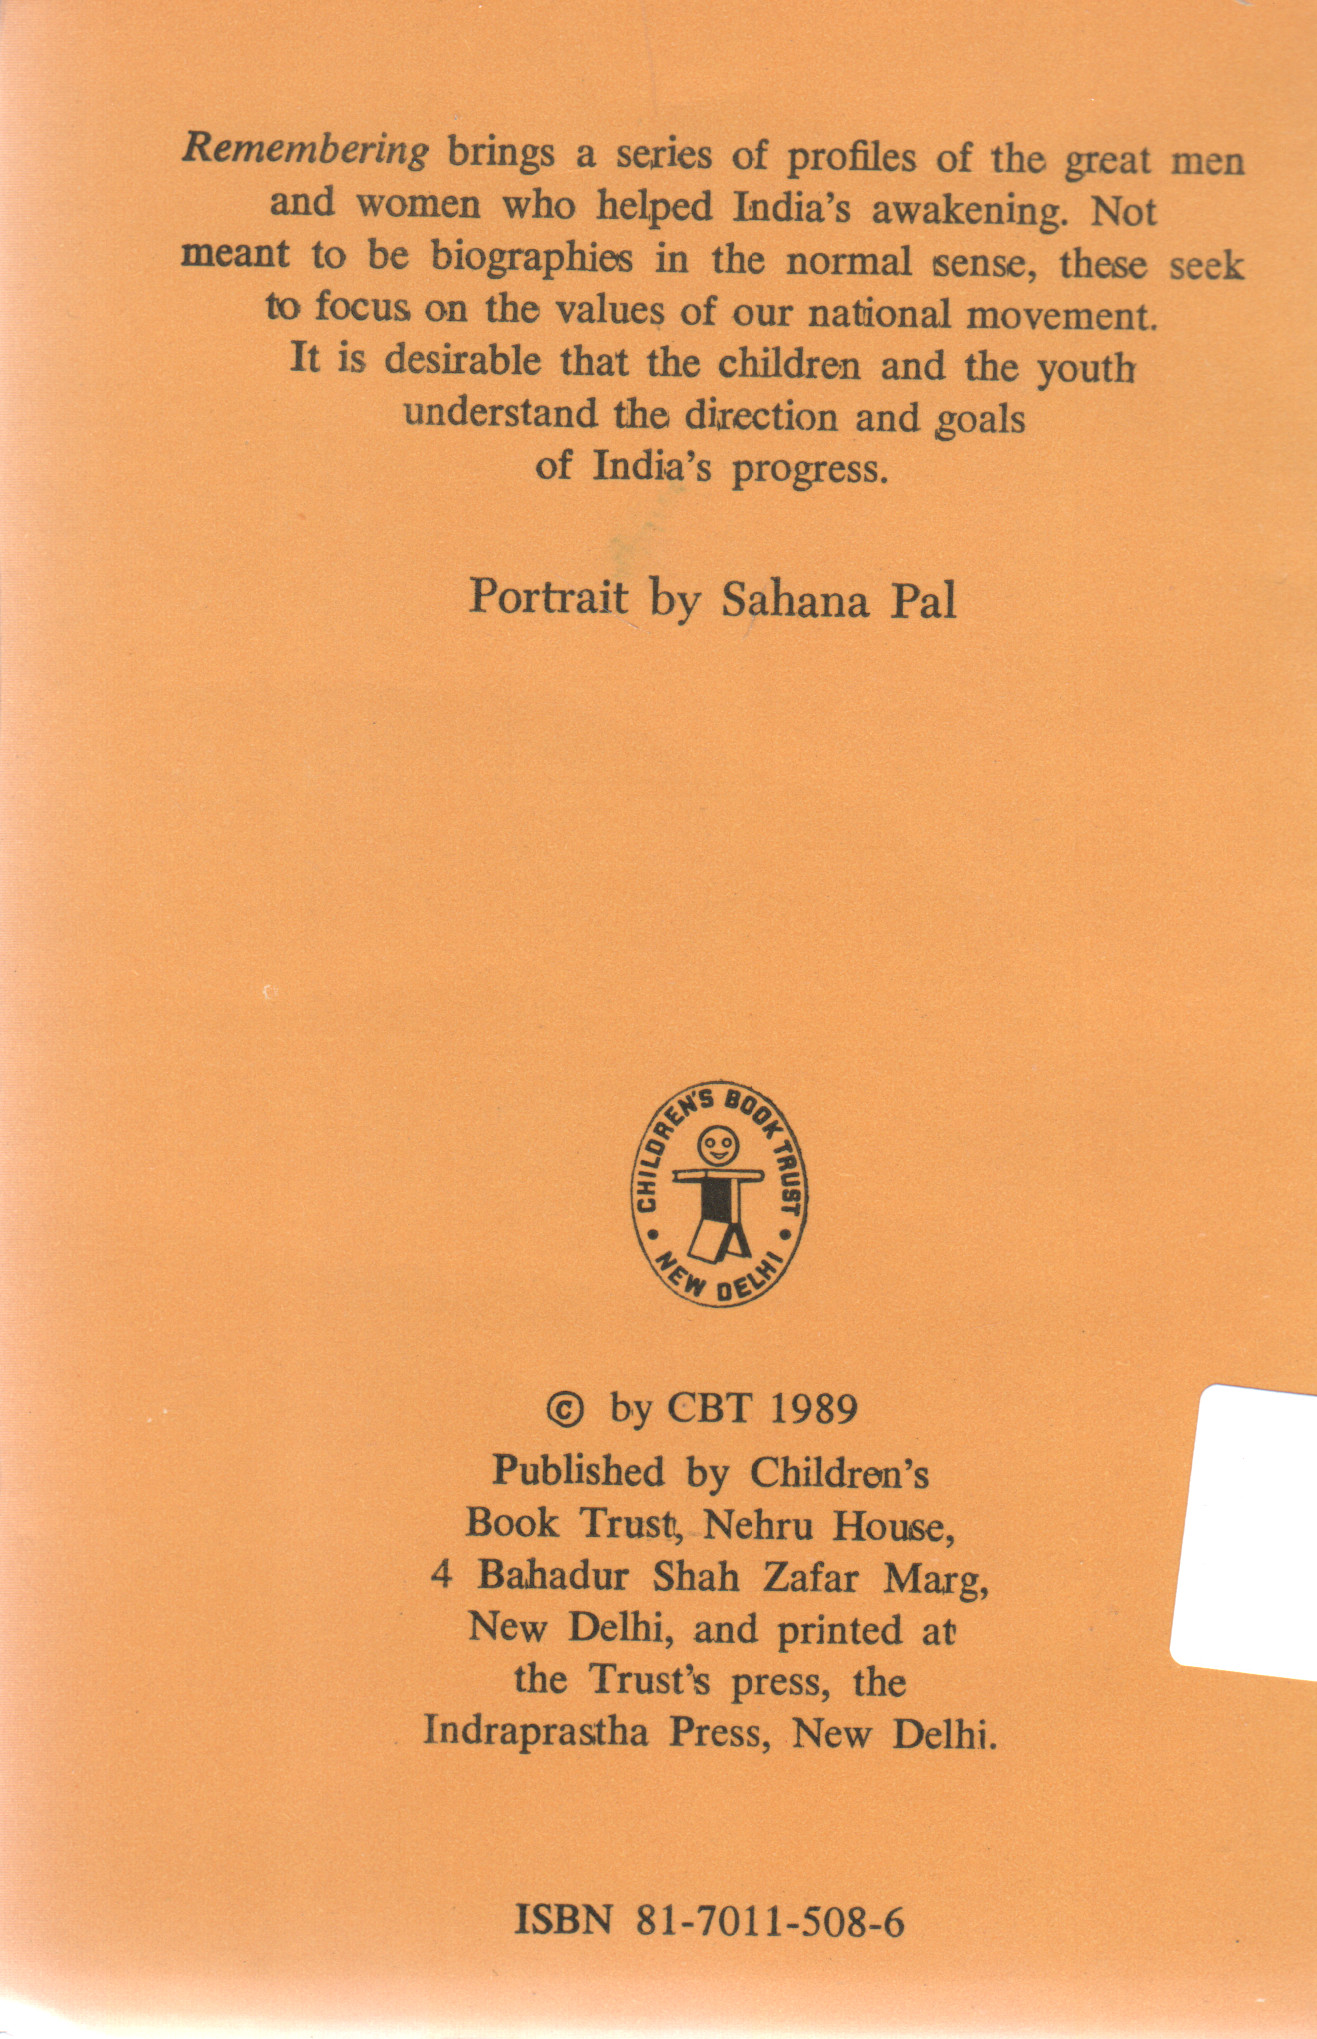 Remembering brings a series of profiles of the great men
and women who helped India's awakening. Not
meant to be biographies in the normal sense, these seek
to focus on the values of our national movement.
It is desirable that the children and the youth
understand the direction and goals
of India's progress.
Portrait by Sahana Pal
CHILDREN'S BOOK TRUST
• NEW DELHI •
© by CBT 1989
Published by Children's
Book Trust, Nehru House,
4 Bahadur Shah Zafar Marg,
New Delhi, and printed at
the Trust's press, the
Indraprastha Press, New Delhi.
ISBN 81-7011-508-6